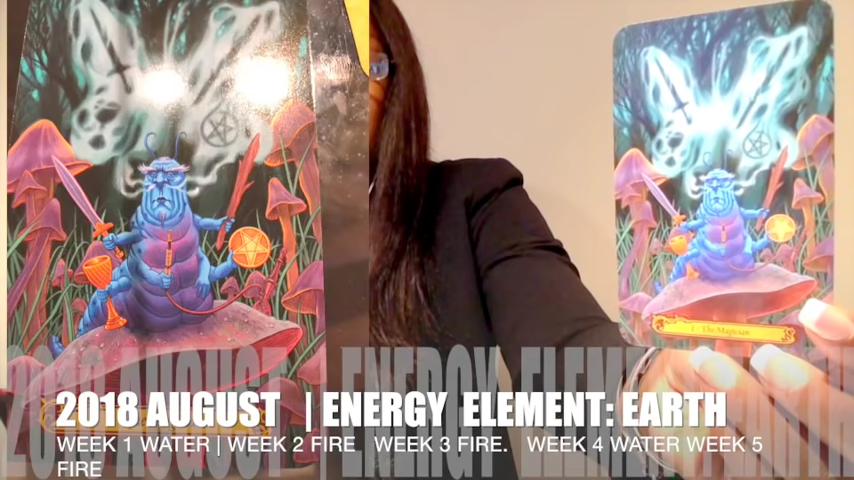 I - The Magician
2018 AUGUST | ENERGY ELEMENT: EARTH
WEEK 1 WATER | WEEK 2 FIRE WEEK 3 FIRE. WEEK 4 WATER WEEK 5
FIRE